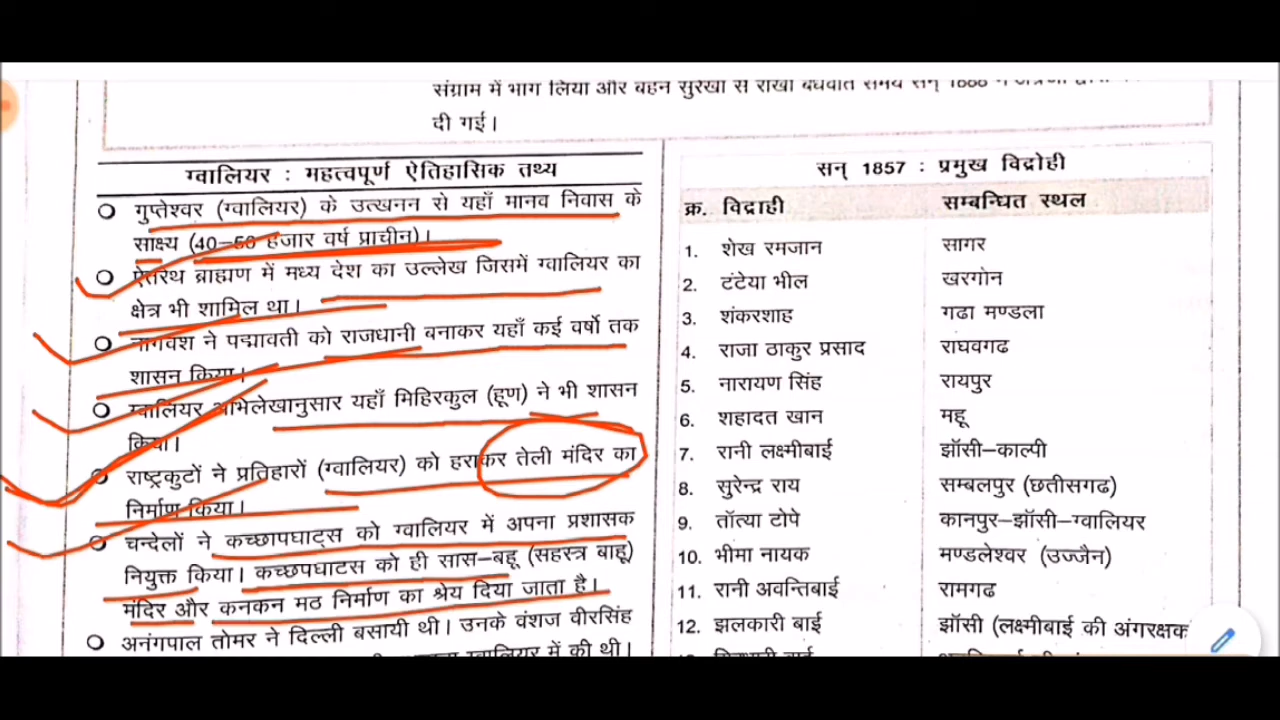 संग्राम में भाग लिया और बहन सुरेखा से राखी बंधवाते समय सन्
दी गई।
ग्वालियर : महत्वपूर्ण ऐतिहासिक तथ्य
गुप्तेश्वर (ग्वालियर) के उत्खनन से यहाँ मानव निवास के
साक्ष्य (40–50 हजार वर्ष प्राचीन)।
ऐतरेथ ब्राह्मण में मध्य देश का उल्लेख जिसमें ग्वालियर का
क्षेत्र भी शामिल था।
नागवंश ने पद्मावती को राजधानी बनाकर यहाँ कई वर्षो तक
शासन किया।
ग्वालियर अभिलेखानुसार यहाँ मिहिरकुल (हूण) ने भी शासन
किया।
राष्ट्रकुटों ने प्रतिहारों (ग्वालियर) को हराकर तेली मंदिर का
निर्माण किया।
चन्देलों ने कच्छापघाट्स को ग्वालियर में अपना प्रशासक
नियुक्त किया। कच्छपघाटस को ही सास–बहू (सहस्त्र बाहू)
मंदिर और कनकन मठ निर्माण का श्रेय दिया जाता है।
अनंगपाल तोमर ने दिल्ली बसायी थी। उनके वंशज वीरसिंह
ग्वालियर में की थी।
सन् 1857 : प्रमुख विद्रोही
क्र. विद्राही सम्बन्धित स्थल
1. शेख रमजान सागर
2. टंटेया भील खरगोन
3. शंकरशाह गढा मण्डला
4. राजा ठाकुर प्रसाद राघवगढ
5. नारायण सिंह रायपुर
6. शहादत खान महू
7. रानी लक्ष्मीबाई झॉसी–काल्पी
8. सुरेन्द्र राय सम्बलपुर (छतीसगढ)
9. तॉत्या टोपे कानपुर–झॉसी–ग्वालियर
10. भीमा नायक मण्डलेश्वर (उज्जैन)
11. रानी अवन्तिबाई रामगढ
12. झलकारी बाई झॉसी (लक्ष्मीबाई की अंगरक्षक